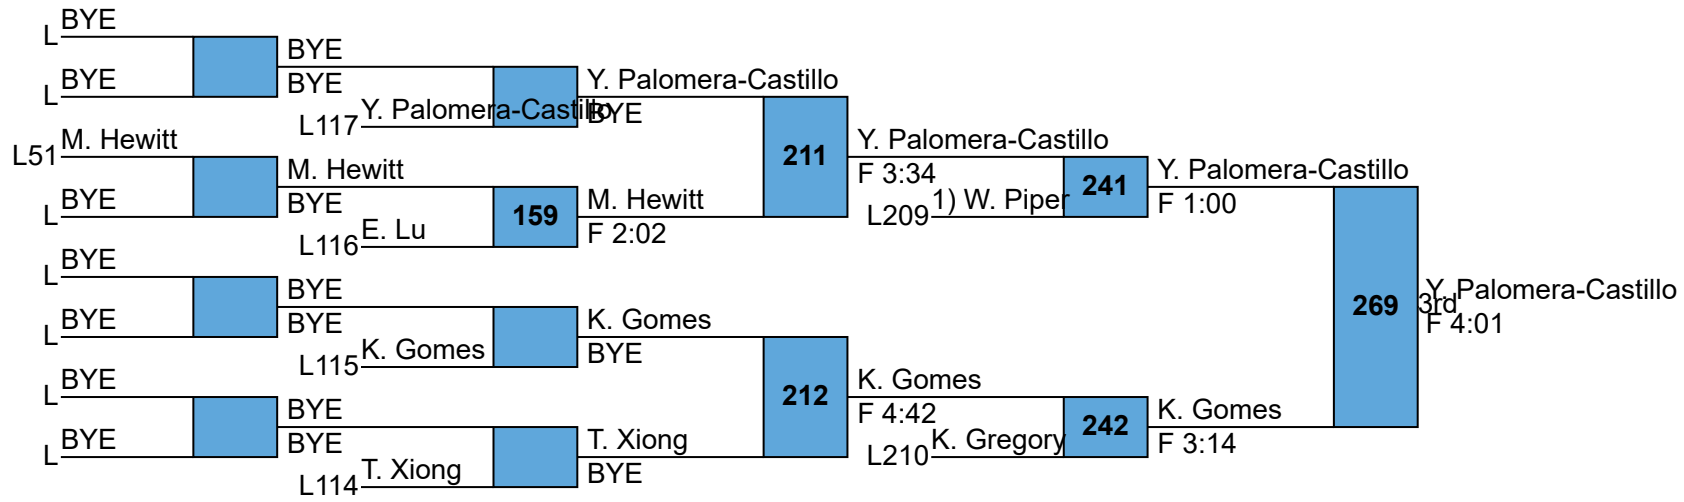 BYE
L
BYE
BYE
L
BYE
L117
Y. Palomera-Castillo
Y. Palomera-Castillo
BYE
L51
M. Hewitt
M. Hewitt
BYE
L
BYE
L116
E. Lu
159
M. Hewitt
F 2:02
211
Y. Palomera-Castillo
F 3:34
L209
1) W. Piper
241
Y. Palomera-Castillo
F 1:00
L
BYE
BYE
L
BYE
BYE
L115
K. Gomes
K. Gomes
BYE
L
BYE
BYE
L
BYE
BYE
L114
T. Xiong
T. Xiong
BYE
212
K. Gomes
F 4:42
L210
K. Gregory
242
K. Gomes
F 3:14
269
3rd
Y. Palomera-Castillo
F 4:01